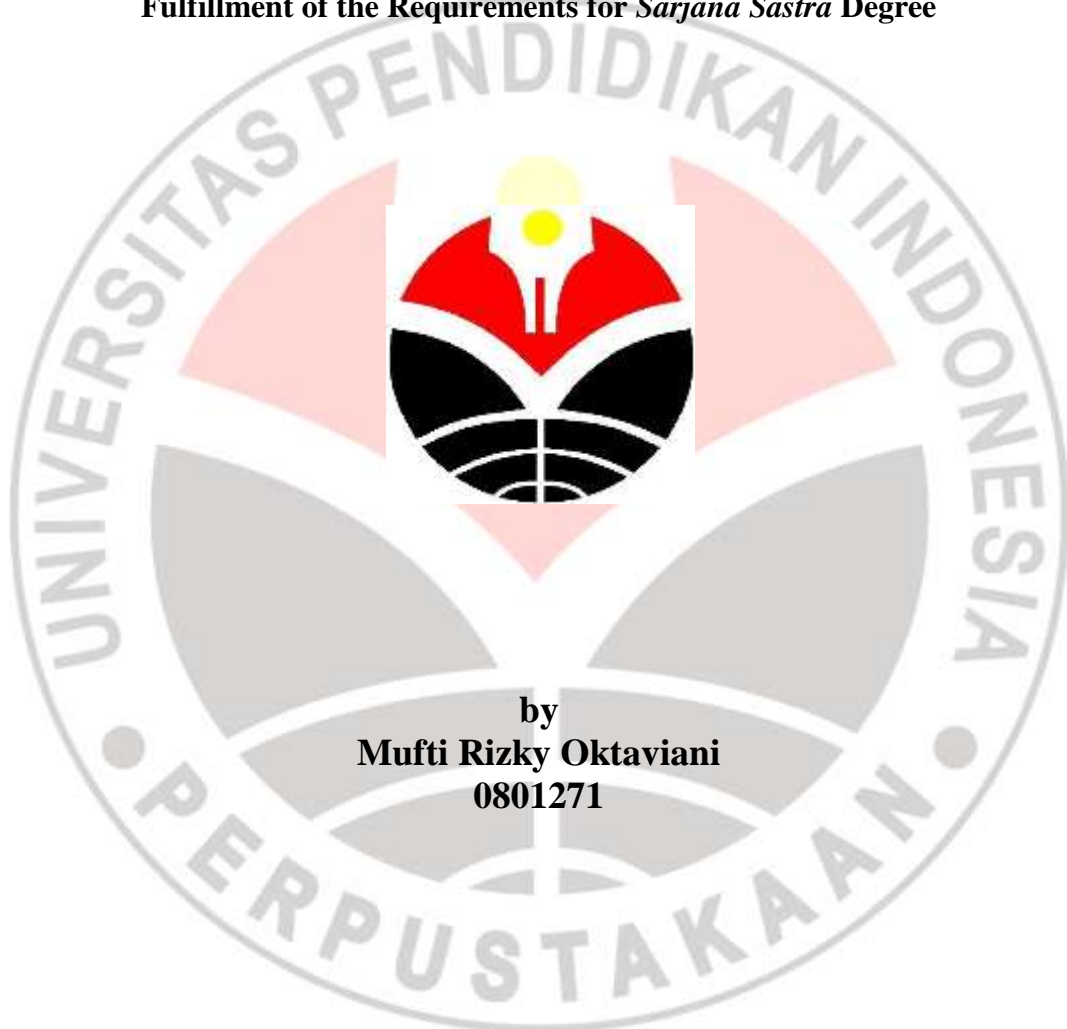 Fulfillment of the Requirements for Sarjana Sastra Degree
UNIVERSITAS PENDIDIKAN INDONESIA
by
Mufti Rizky Oktaviani
0801271
• PERPUSTAKAAN •